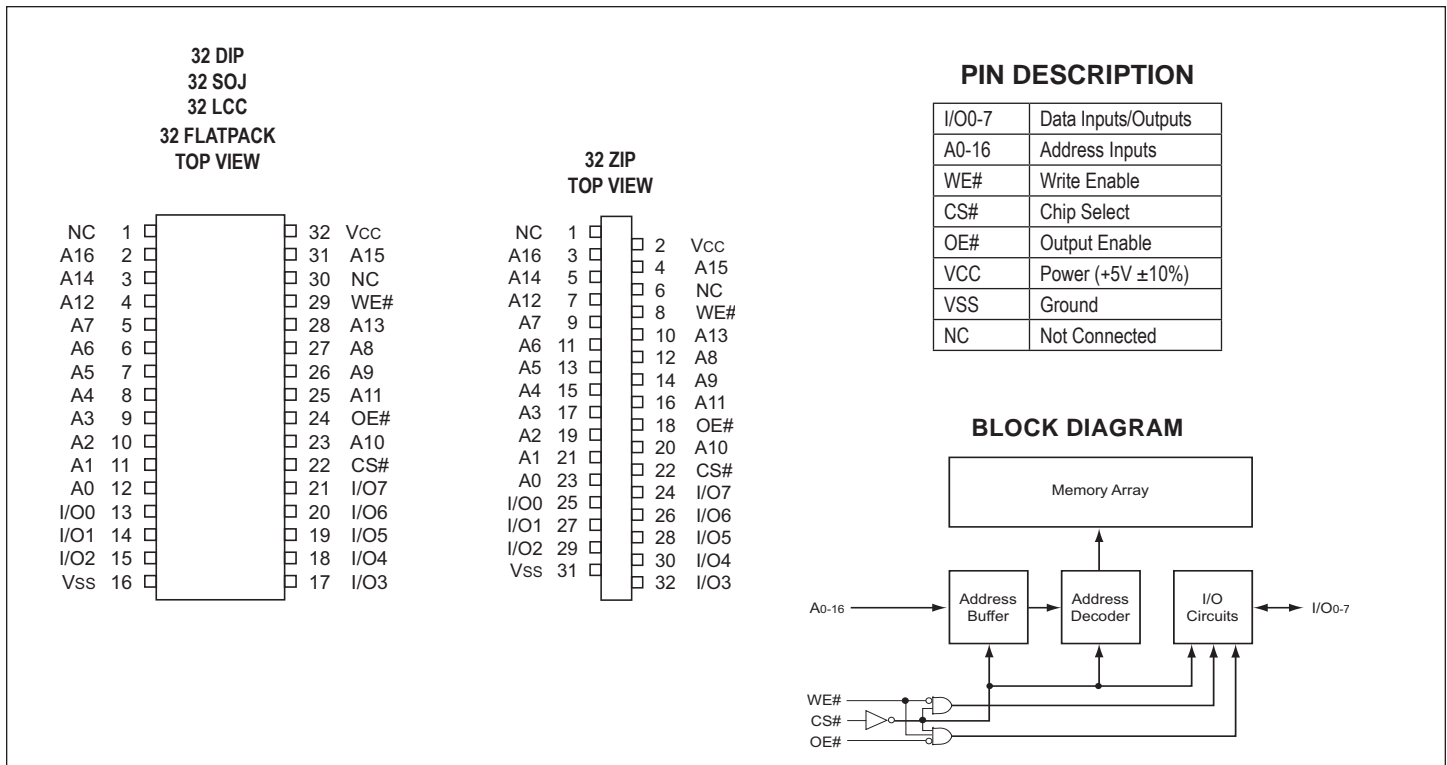 32 DIP
32 SOJ
32 LCC
32 FLATPACK
TOP VIEW
NC 1
A16 2
A14 3
A12 4
A7 5
A6 6
A5 7
A4 8
A3 9
A2 10
A1 11
A0 12
I/O0 13
I/O1 14
I/O2 15
Vss 16
32 Vcc
31 A15
30 NC
29 WE#
28 A13
27 A8
26 A9
25 A11
24 OE#
23 A10
22 CS#
21 I/O7
20 I/O6
19 I/O5
18 I/O4
17 I/O3
32 ZIP
TOP VIEW
NC 1
A16 3
A14 5
A12 7
A7 9
A6 11
A5 13
A4 15
A3 17
A2 19
A1 21
A0 23
I/O0 25
I/O1 27
I/O2 29
Vss 31
2 Vcc
4 A15
6 NC
8 WE#
10 A13
12 A8
14 A9
16 A11
18 OE#
20 A10
22 CS#
24 I/O7
26 I/O6
28 I/O5
30 I/O4
32 I/O3
PIN DESCRIPTION
I/O0-7 Data Inputs/Outputs
A0-16 Address Inputs
WE# Write Enable
CS# Chip Select
OE# Output Enable
VCC Power (+5V ±10%)
VSS Ground
NC Not Connected
BLOCK DIAGRAM
Memory Array
A0-16
Address
Buffer
Address
Decoder
I/O
Circuits
I/O0-7
WE#
CS#
OE#